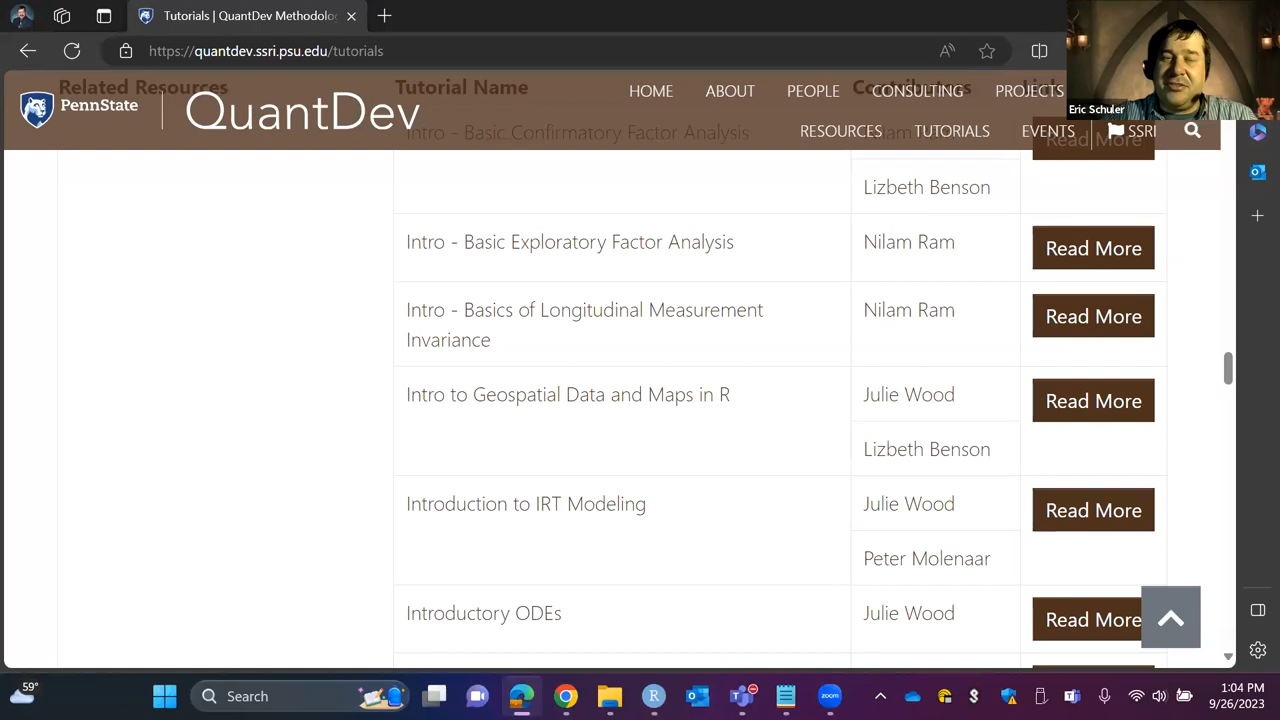 Tutorials | QuantDev Methodolog
https://quantdev.ssri.psu.edu/tutorials
Eric Schuler
Related Resources
Tutorial Name
PennState
QuantDev
HOME
ABOUT
PEOPLE
CONSULTING
PROJECTS
RESOURCES
TUTORIALS
EVENTS
SSRI
Intro - Basic Confirmatory Factor Analysis
Read More
Lizbeth Benson
Intro - Basic Exploratory Factor Analysis
Nilam Ram
Read More
Intro - Basics of Longitudinal Measurement
Invariance
Nilam Ram
Read More
Intro to Geospatial Data and Maps in R
Julie Wood
Read More
Lizbeth Benson
Introduction to IRT Modeling
Julie Wood
Read More
Peter Molenaar
Introductory ODEs
Julie Wood
Read More
59°
Search
1:04 PM
9/26/2023